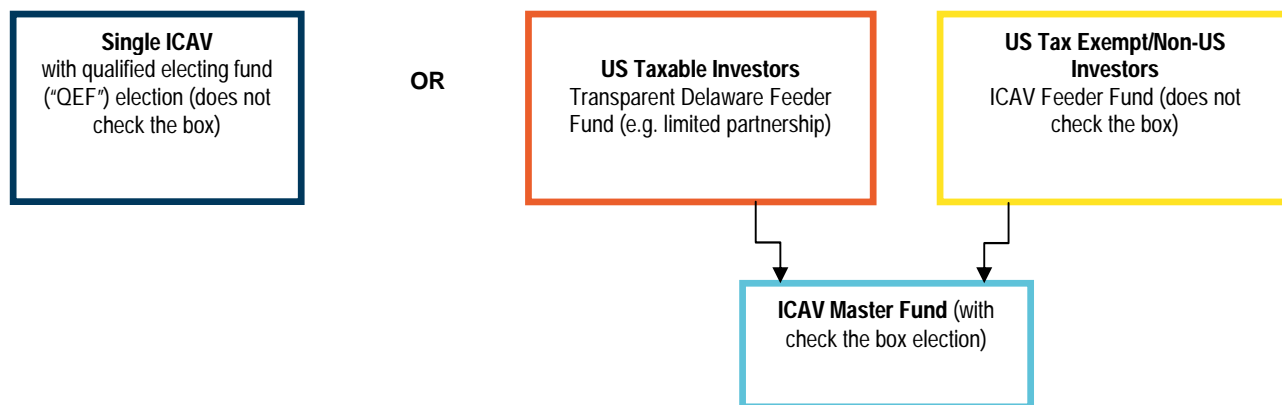 Single ICAV
with qualified electing fund
(“QEF”) election (does not
check the box)
OR
US Taxable Investors
Transparent Delaware Feeder
Fund (e.g. limited partnership)
US Tax Exempt/Non-US
Investors
ICAV Feeder Fund (does not
check the box)
ICAV Master Fund (with
check the box election)